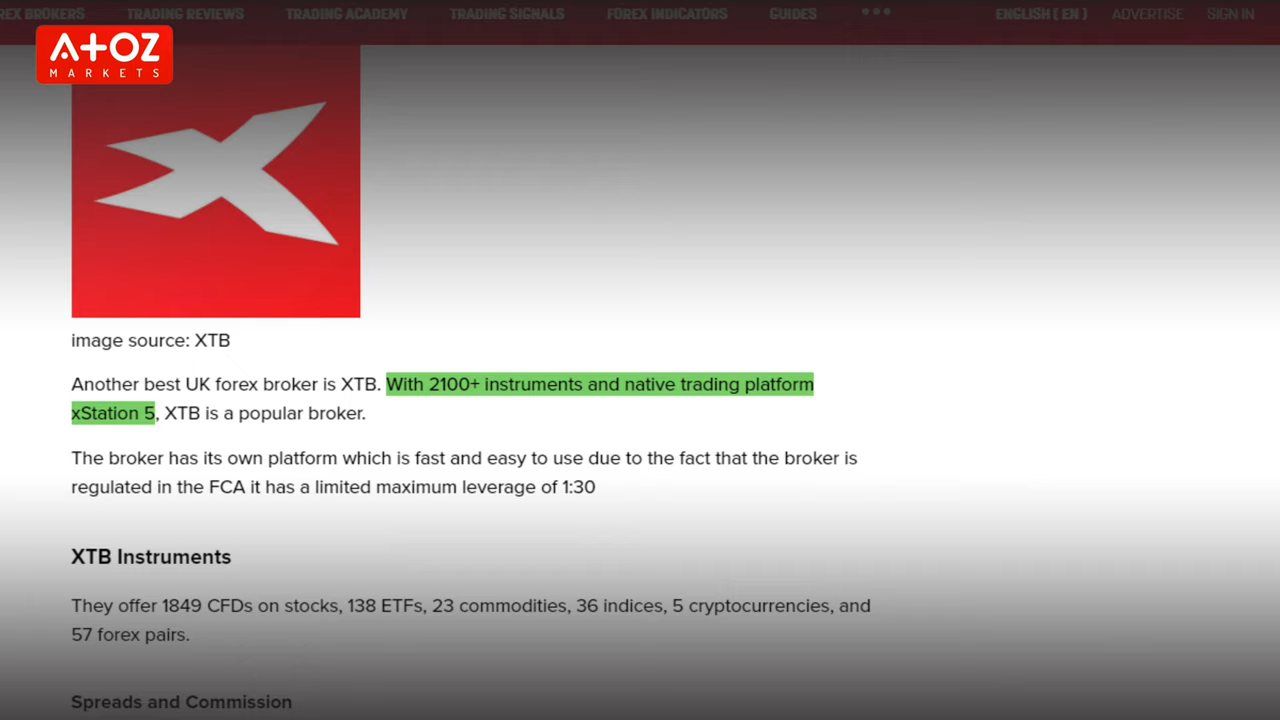 REX BROKERS TRADING REVIEWS TRADING ACADEMY TRADING SIGNALS FOREX INDICATORS GUIDES ••• ENGLISH ( EN ) ADVERTISE SIGN IN
A+OZ
MARKETS
image source: XTB
Another best UK forex broker is XTB. With 2100+ instruments and native trading platform
xStation 5, XTB is a popular broker.
The broker has its own platform which is fast and easy to use due to the fact that the broker is
regulated in the FCA it has a limited maximum leverage of 1:30
XTB Instruments
They offer 1849 CFDs on stocks, 138 ETFs, 23 commodities, 36 indices, 5 cryptocurrencies, and
57 forex pairs.
Spreads and Commission